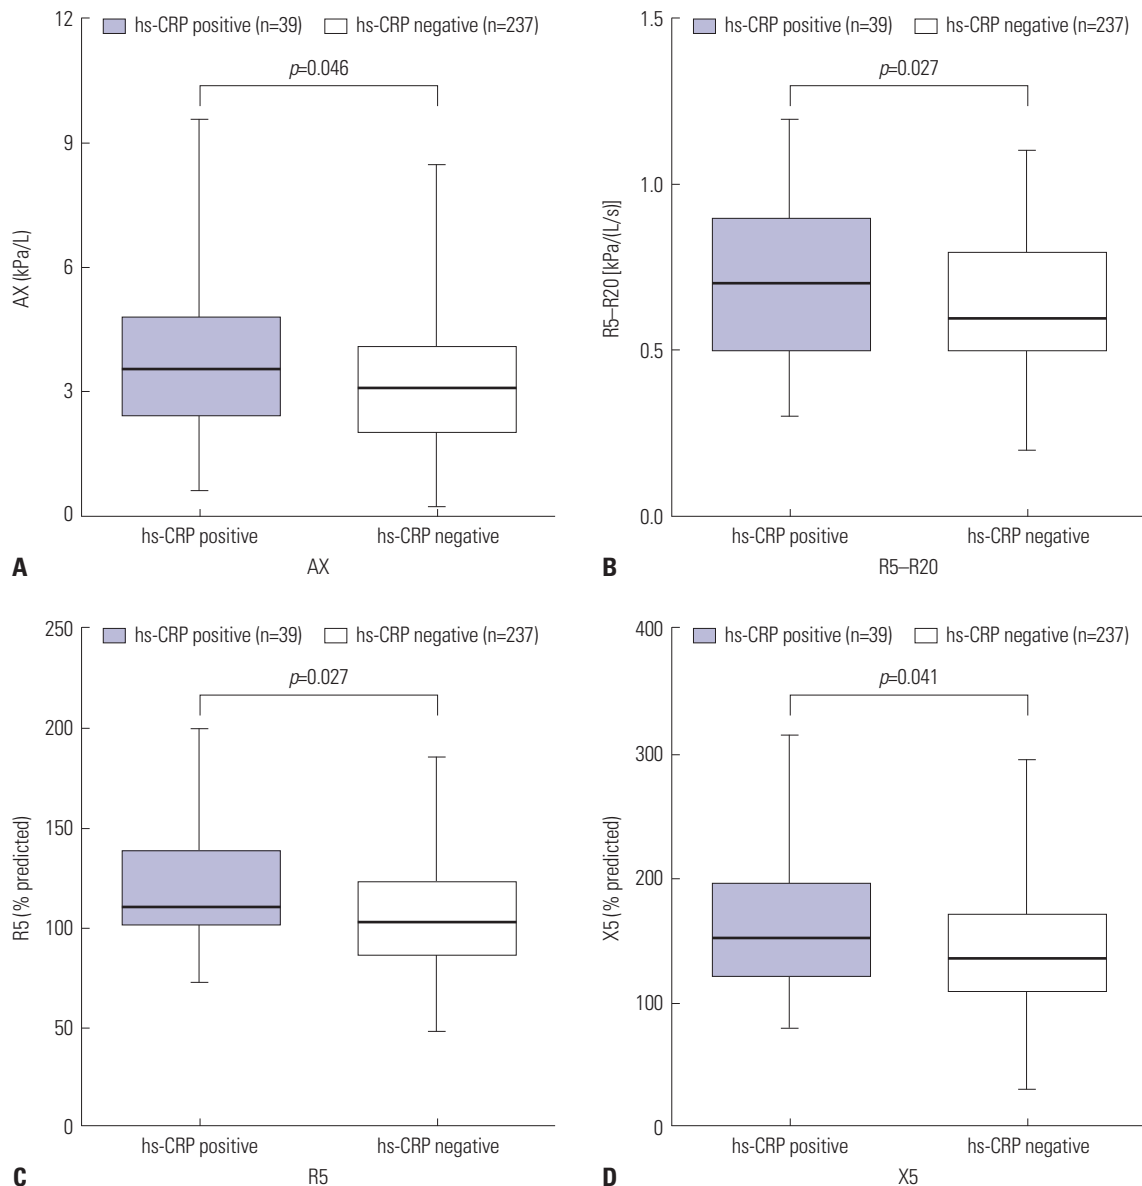 hs-CRP positive (n=39) hs-CRP negative (n=237)
p=0.046
12
9
6
3
0
AX (kPa/L)
hs-CRP positive hs-CRP negative
A AX
hs-CRP positive (n=39) hs-CRP negative (n=237)
p=0.027
1.5
1.0
0.5
0.0
R5–R20 [kPa/(L/s)]
hs-CRP positive hs-CRP negative
B R5–R20
hs-CRP positive (n=39) hs-CRP negative (n=237)
p=0.027
250
200
150
100
50
0
R5 (% predicted)
hs-CRP positive hs-CRP negative
C R5
hs-CRP positive (n=39) hs-CRP negative (n=237)
p=0.041
400
300
200
100
0
X5 (% predicted)
hs-CRP positive hs-CRP negative
D X5